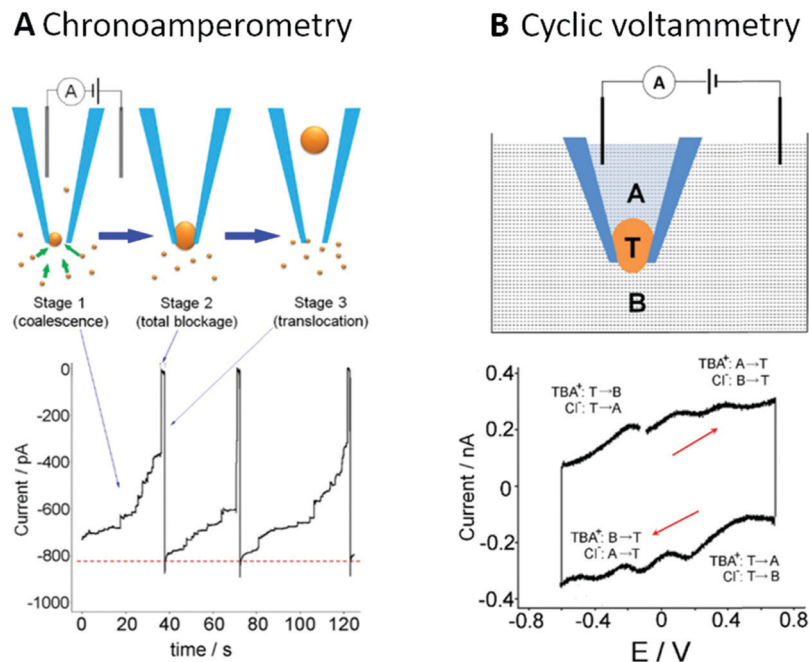 A Chronoamperometry
A
Stage 1
(coalescence)
Stage 2
(total blockage)
Stage 3
(translocation)
0
-200
-400
-600
-800
-1000
Current / pA
0 20 40 60 80 100 120
time / s
B Cyclic voltammetry
A
A
T
B
0.4
0.2
0
-0.2
-0.4
Current / nA
TBA⁺: T→B
Cl⁻: T→A
TBA⁺: A→T
Cl⁻: B→T
TBA⁺: B→T
Cl⁻: A→T
TBA⁺: T→A
Cl⁻: T→B
-0.8 -0.4 0 0.4 0.8
E / V